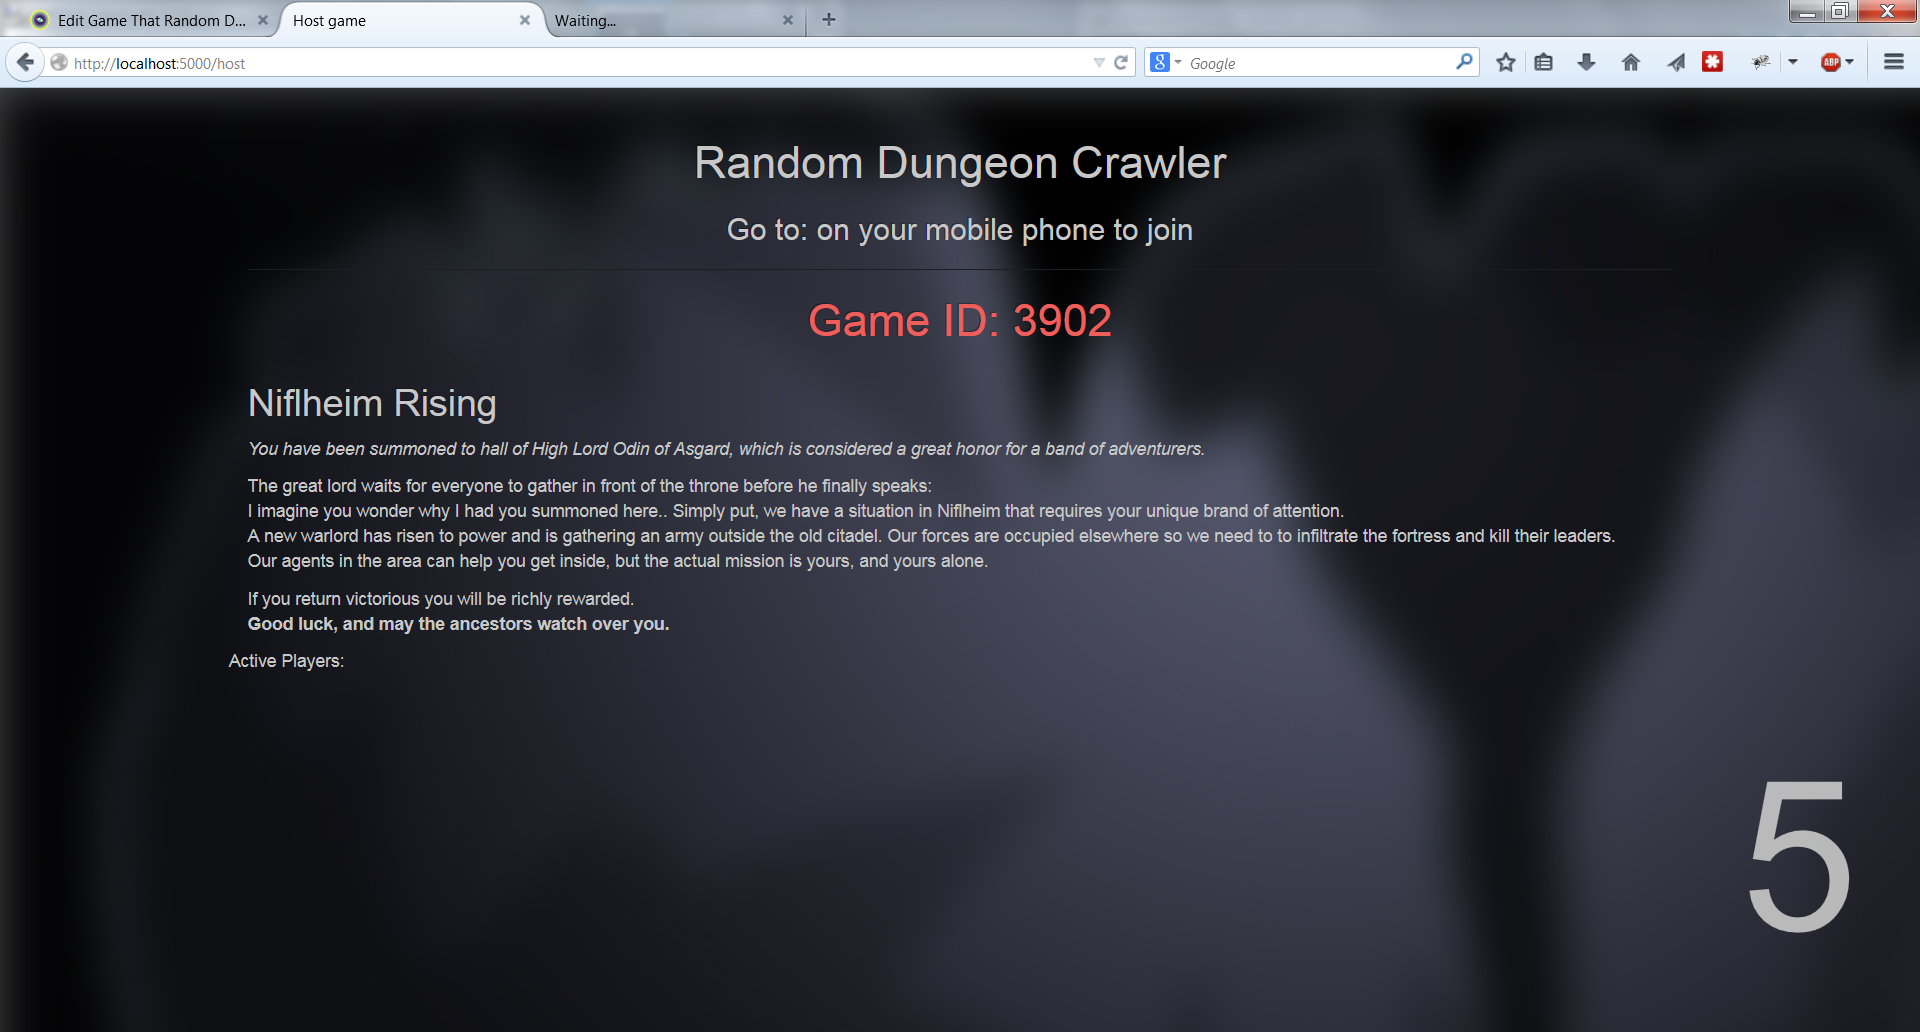 Edit Game That Random D...
Host game
Waiting...
http://localhost:5000/host
Google
ABP
Random Dungeon Crawler
Go to: on your mobile phone to join
Game ID: 3902
Niflheim Rising
You have been summoned to hall of High Lord Odin of Asgard, which is considered a great honor for a band of adventurers.
The great lord waits for everyone to gather in front of the throne before he finally speaks:
I imagine you wonder why I had you summoned here.. Simply put, we have a situation in Niflheim that requires your unique brand of attention.
A new warlord has risen to power and is gathering an army outside the old citadel. Our forces are occupied elsewhere so we need to to infiltrate the fortress and kill their leaders.
Our agents in the area can help you get inside, but the actual mission is yours, and yours alone.
If you return victorious you will be richly rewarded.
Good luck, and may the ancestors watch over you.
Active Players:
5